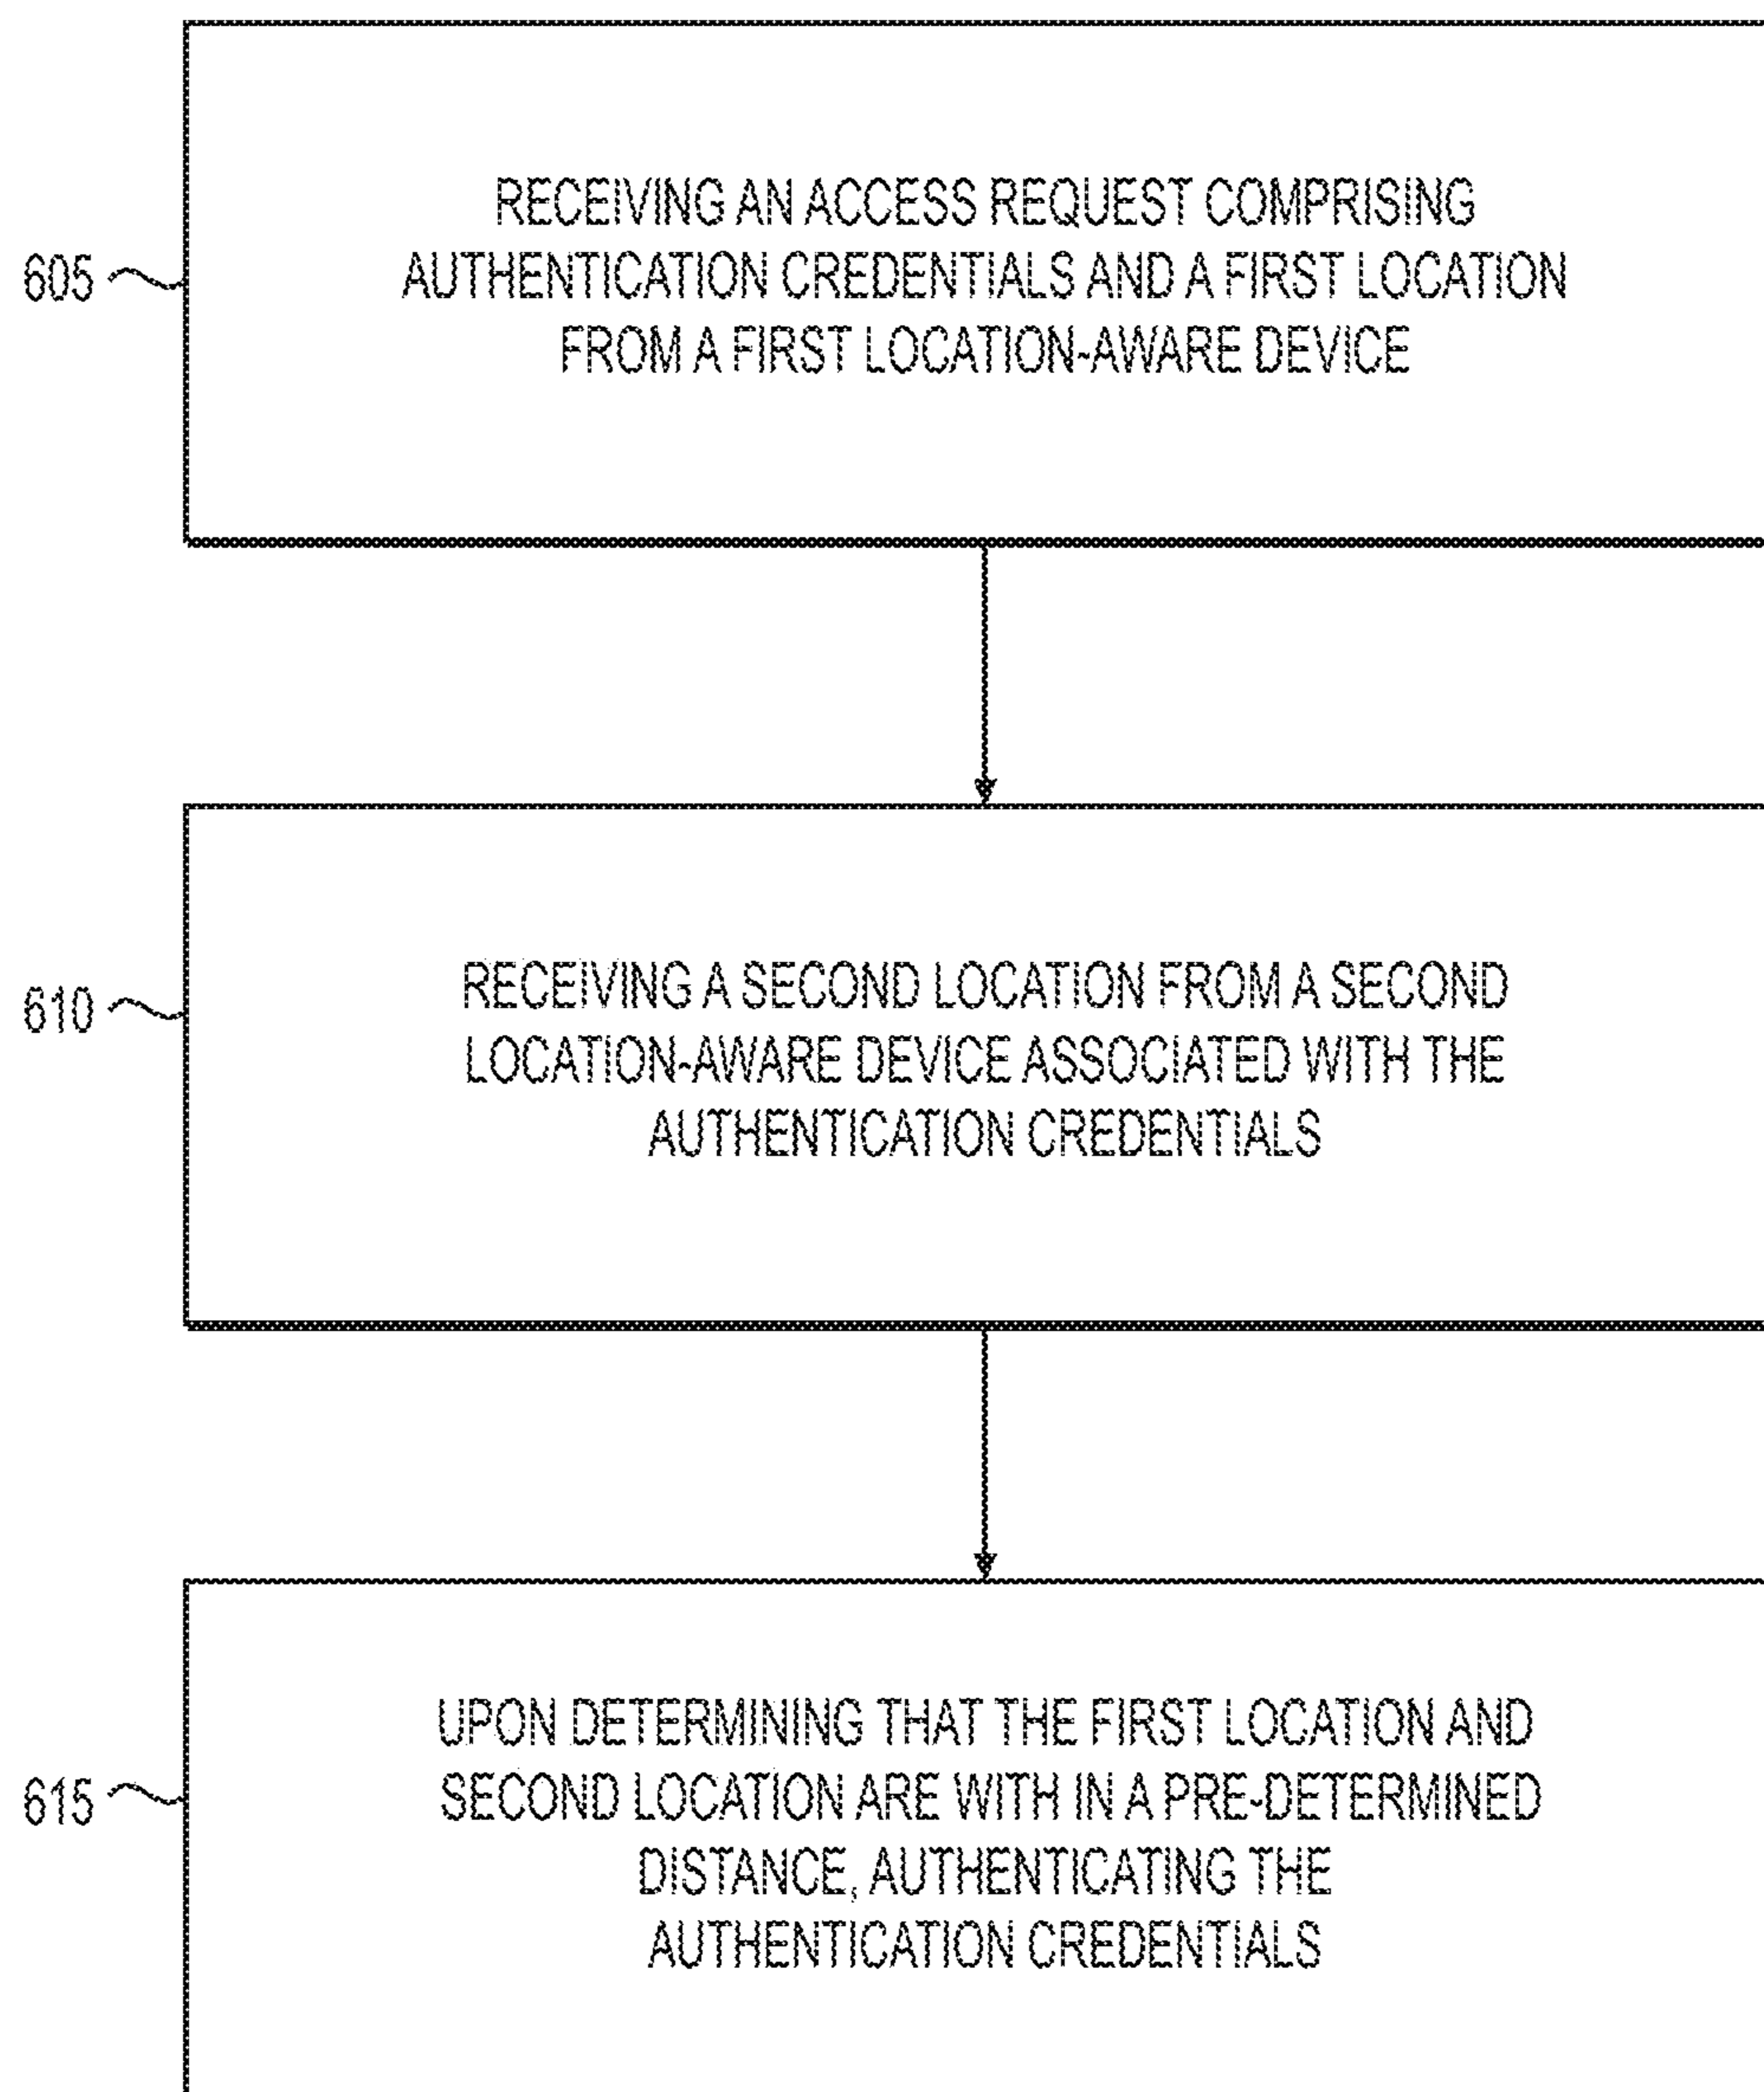 RECEIVING AN ACCESS REQUEST COMPRISING
605
AUTHENTICATION CREDENTIALS AND A FIRST LOCATION
FROM A FIRST LOCATION-AWARE DEVICE
RECEIVING A SECOND LOCATION FROM A SECOND
610
LOCATION-AWARE DEVICE ASSOCIATED WITH THE
AUTHENTICATION CREDENTIALS
UPON DETERMINING THAT THE FIRST LOCATION AND
615
SECOND LOCATION ARE WITH IN A PRE-DETERMINED
DISTANCE, AUTHENTICATING THE
AUTHENTICATION CREDENTIALS